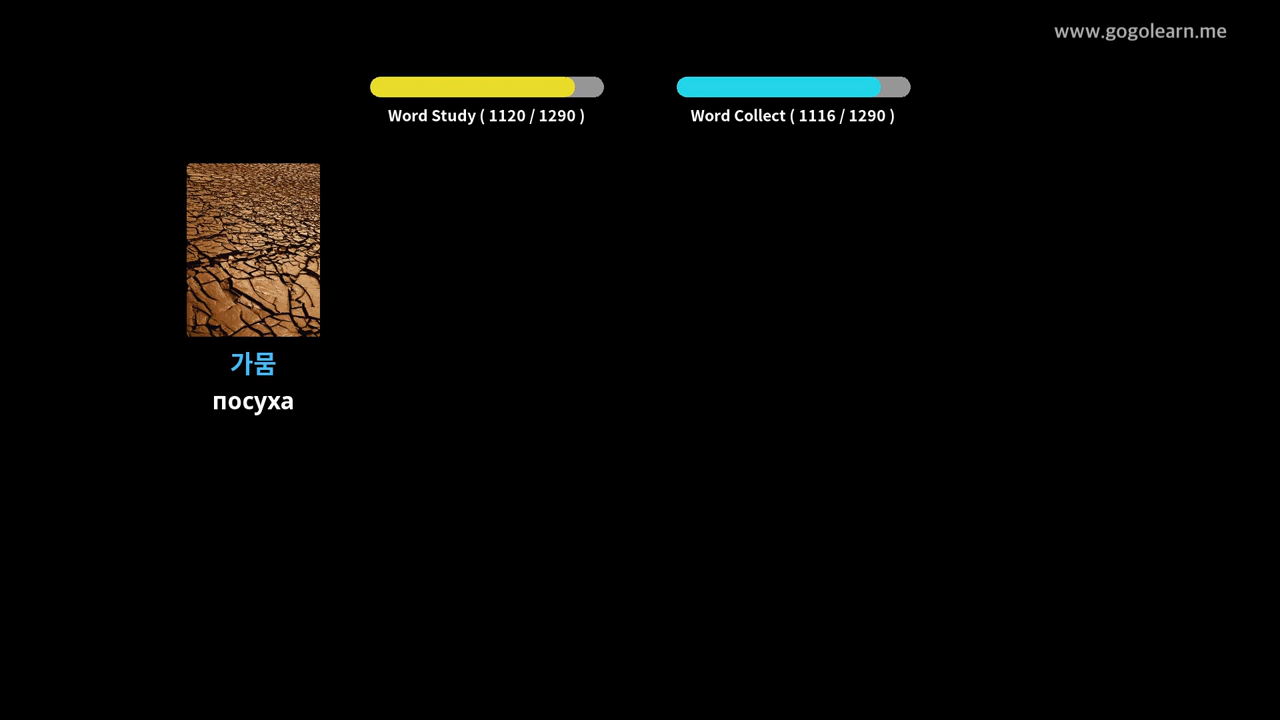 www.gogolearn.me
Word Study ( 1120 / 1290 )
Word Collect ( 1116 / 1290 )
가뭄
посуха